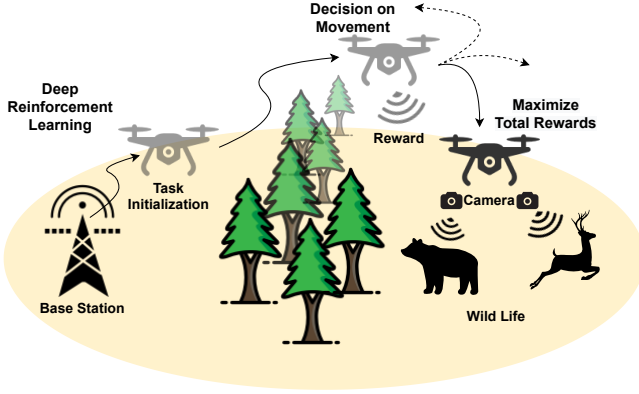 Decision on
Movement
Deep
Reinforcement
Learning
Maximize
Total Rewards
Reward
Task
Initialization
Camera
Base Station
Wild Life